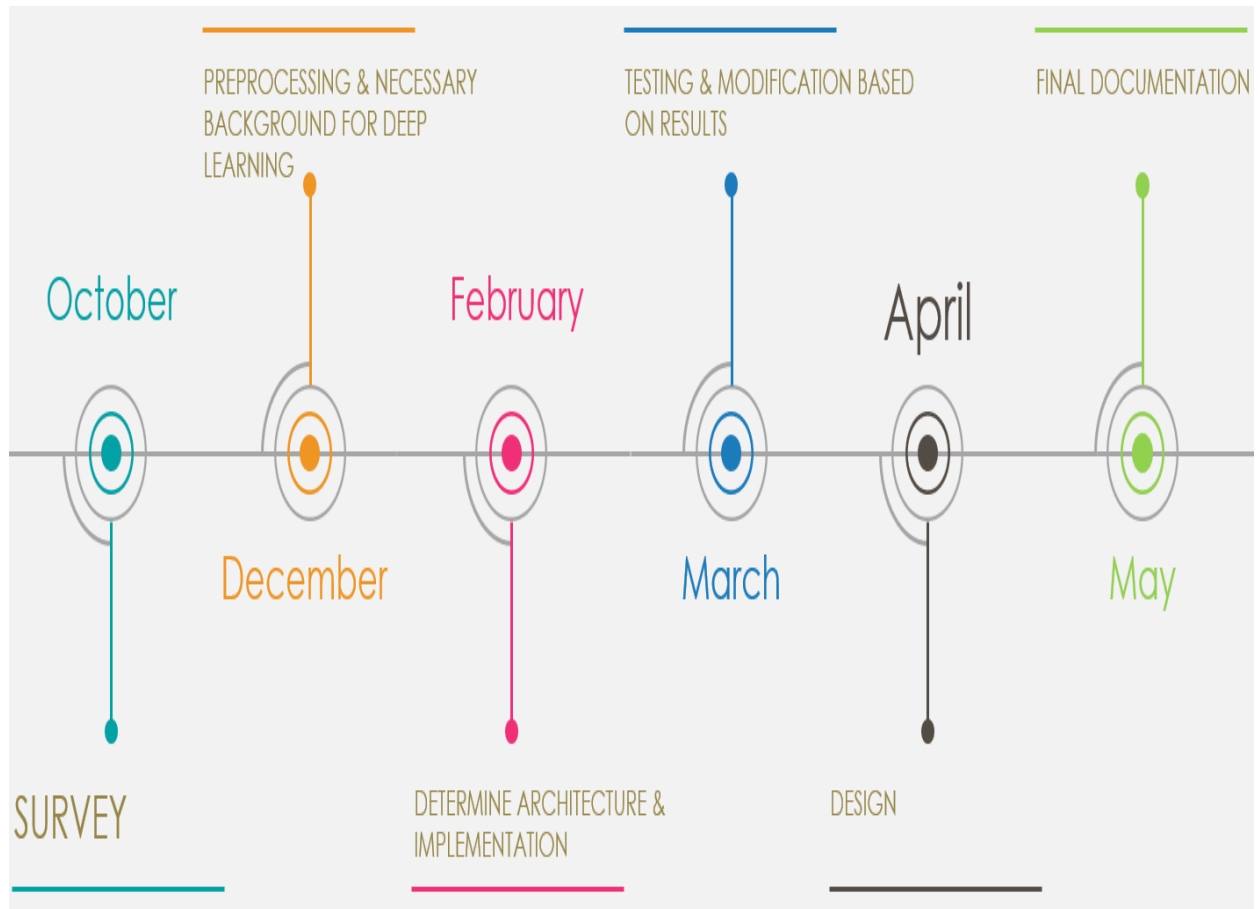 PREPROCESSING & NECESSARY
BACKGROUND FOR DEEP
LEARNING
TESTING & MODIFICATION BASED
ON RESULTS
FINAL DOCUMENTATION
October
February
April
December
March
May
SURVEY
DETERMINE ARCHITECTURE &
IMPLEMENTATION
DESIGN